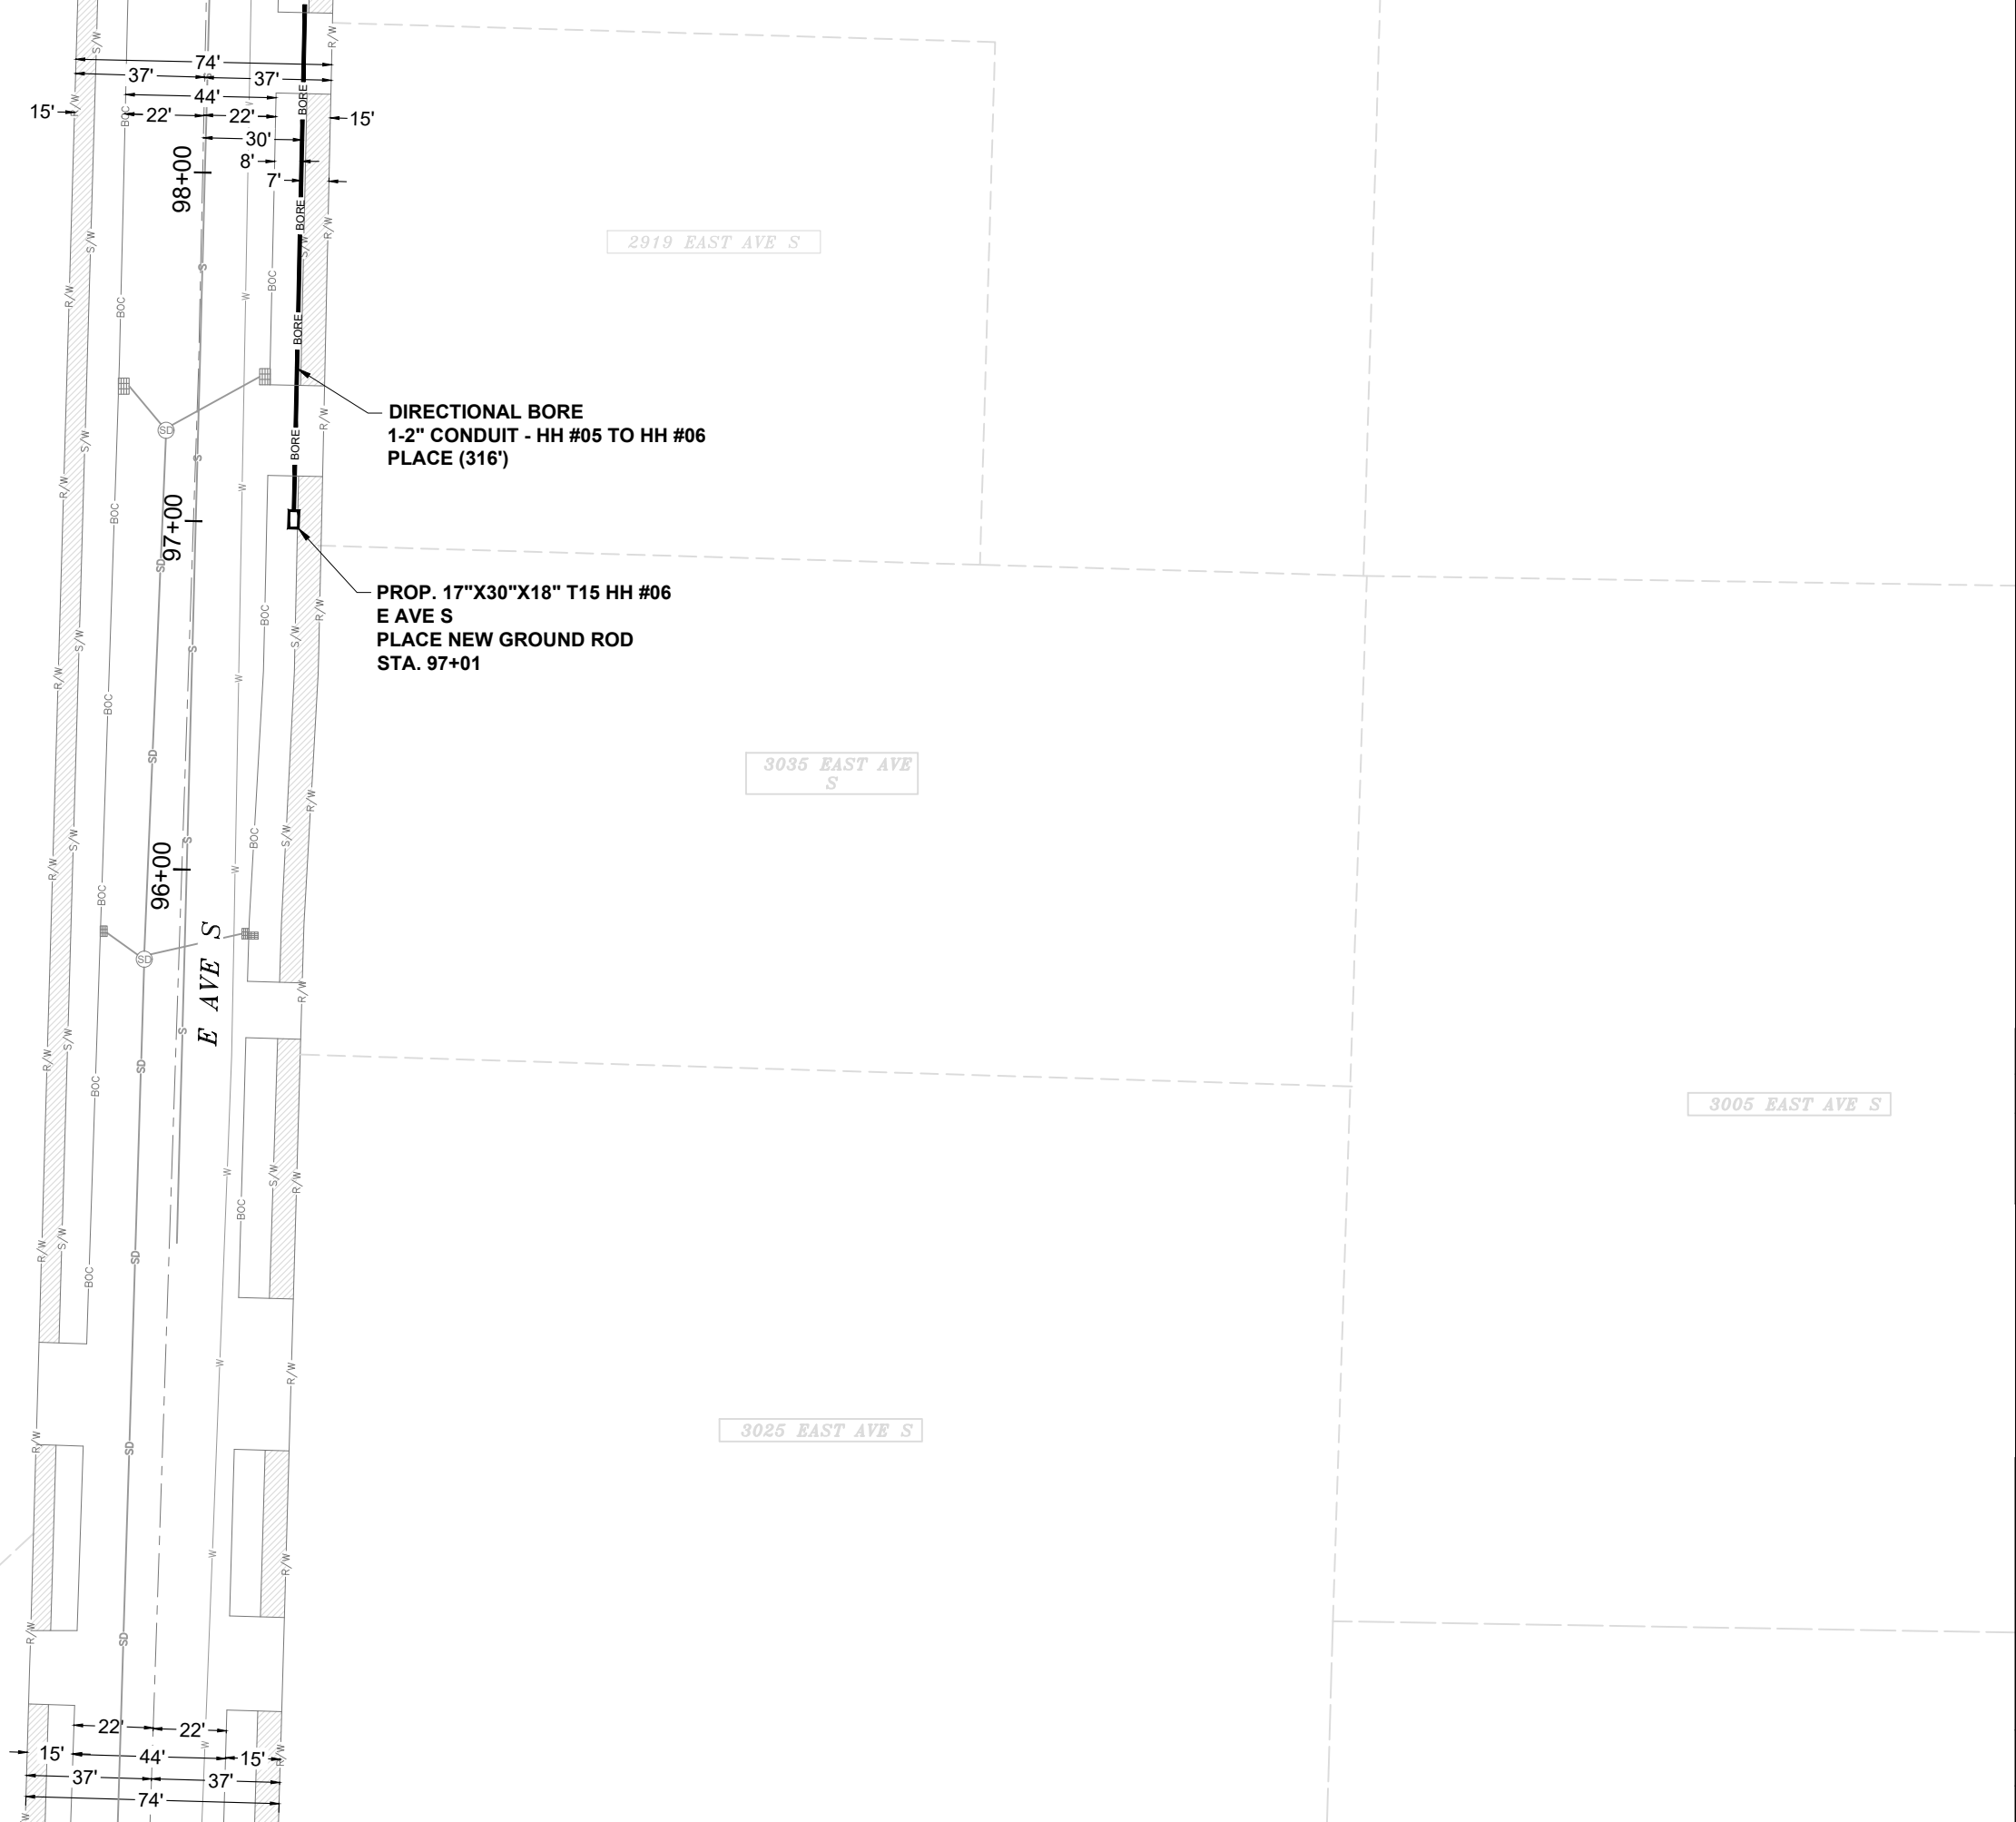 R/W
S/W
74'
37' 37'
44'
15' 22' 22' 15'
30'
8'
7'
BOC
BORE
W
S
98+00
2919 EAST AVE S
DIRECTIONAL BORE
1-2" CONDUIT - HH #05 TO HH #06
PLACE (316')
SD
97+00
PROP. 17"X30"X18" T15 HH #06
E AVE S
PLACE NEW GROUND ROD
STA. 97+01
3035 EAST AVE
S
96+00
E AVE S
3005 EAST AVE S
3025 EAST AVE S
22' 22'
15' 44' 15'
37' 37'
74'